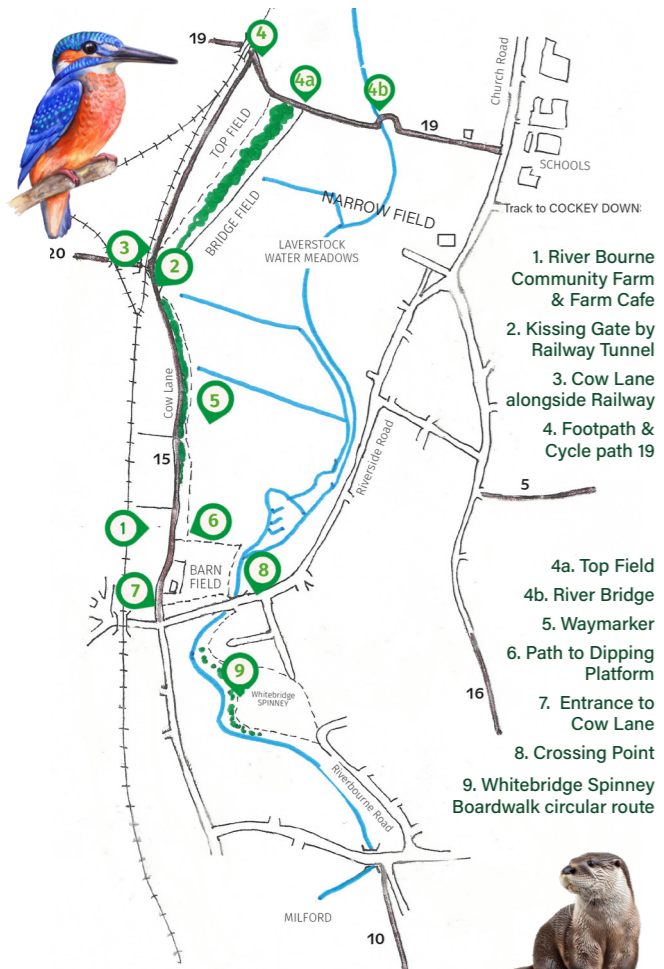 19
4
4a
4b
19
Church Road
SCHOOLS
TOP FIELD
BRIDGE FIELD
NARROW FIELD
LAVERSTOCK
WATER MEADOWS
Track to COCKEY DOWN:
20
3
2
Cow Lane
5
15
Riverside Road
5
1
6
BARN
FIELD
7
8
9
Whitebridge
SPINNEY
16
Riverbourne Road
MILFORD
10
1. River Bourne
Community Farm
& Farm Cafe
2. Kissing Gate by
Railway Tunnel
3. Cow Lane
alongside Railway
4. Footpath &
Cycle path 19
4a. Top Field
4b. River Bridge
5. Waymarker
6. Path to Dipping
Platform
7. Entrance to
Cow Lane
8. Crossing Point
9. Whitebridge Spinney
Boardwalk circular route